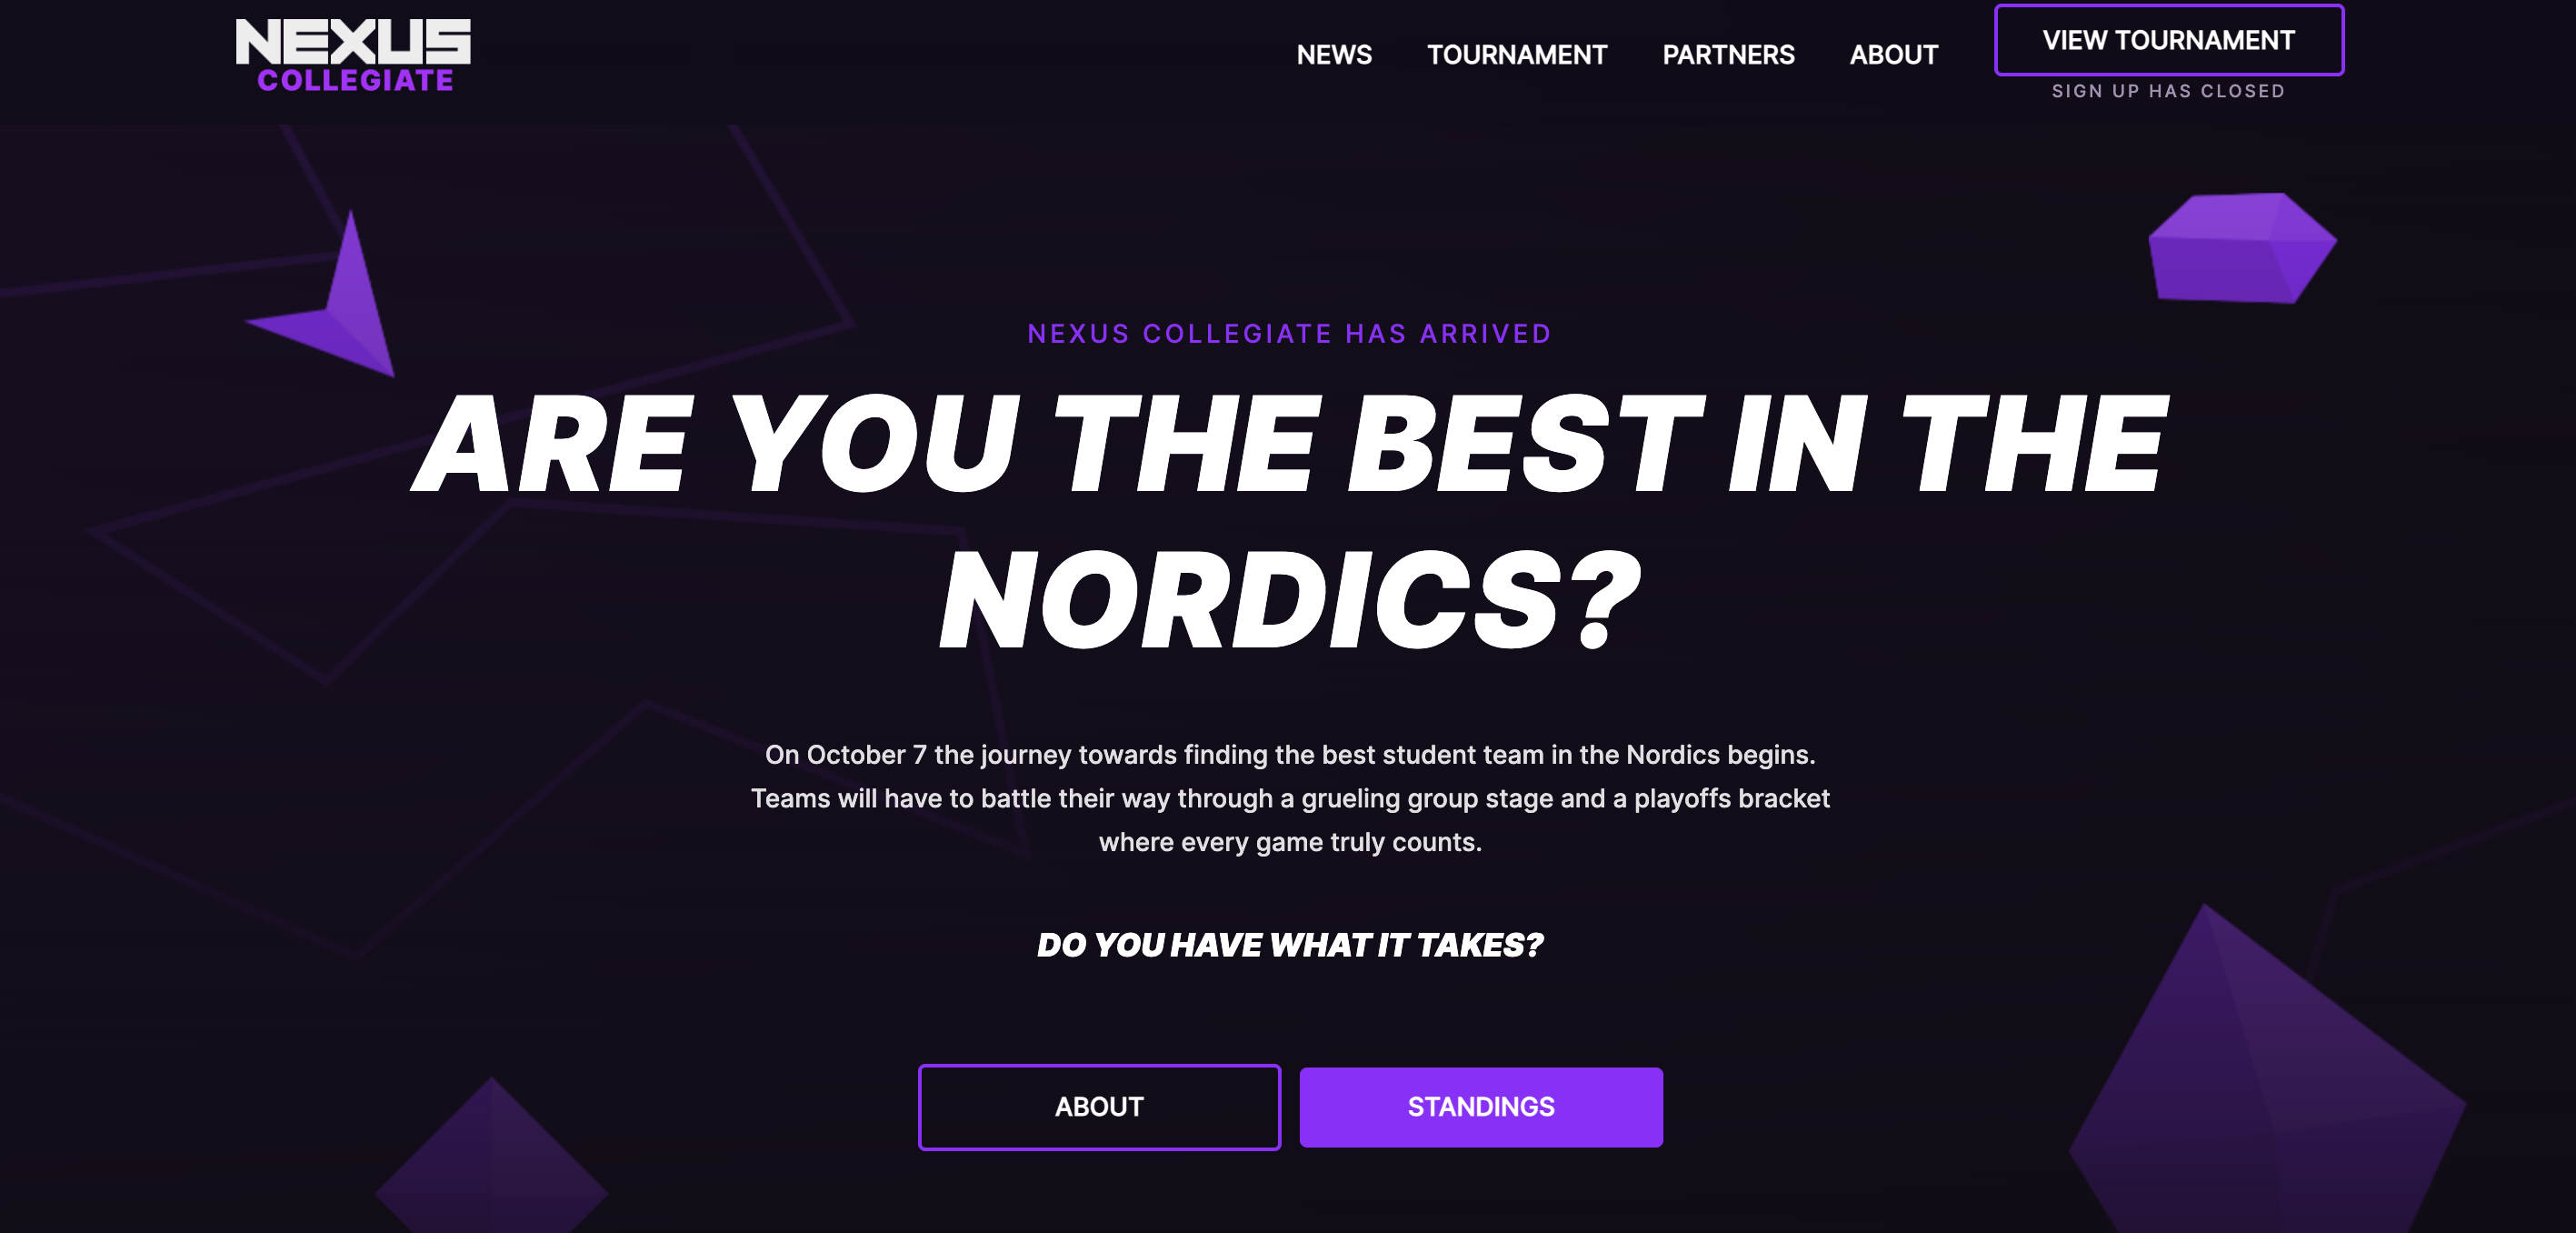 NEXUS
COLLEGIATE
NEWS
TOURNAMENT
PARTNERS
ABOUT
VIEW TOURNAMENT
SIGN UP HAS CLOSED
NEXUS COLLEGIATE HAS ARRIVED
ARE YOU THE BEST IN THE
NORDICS?
On October 7 the journey towards finding the best student team in the Nordics begins.
Teams will have to battle their way through a grueling group stage and a playoffs bracket
where every game truly counts.
DO YOU HAVE WHAT IT TAKES?
ABOUT
STANDINGS